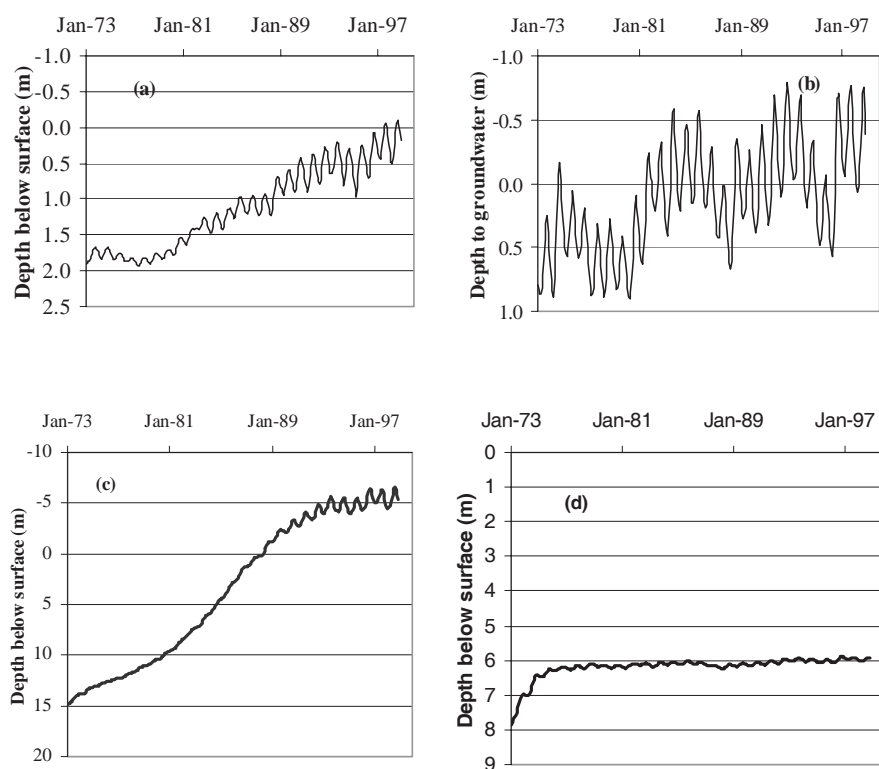 Jan-73 Jan-81 Jan-89 Jan-97
-1.0
-0.5
0.0
0.5
1.0
1.5
2.0
2.5
Depth below surface (m)
(a)
Jan-73 Jan-81 Jan-89 Jan-97
-1.0
-0.5
0.0
0.5
1.0
Depth to groundwater (m)
(b)
Jan-73 Jan-81 Jan-89 Jan-97
-10
-5
0
5
10
15
20
Depth below surface (m)
(c)
Jan-73 Jan-81 Jan-89 Jan-97
0
1
2
3
4
5
6
7
8
9
Depth below surface (m)
(d)